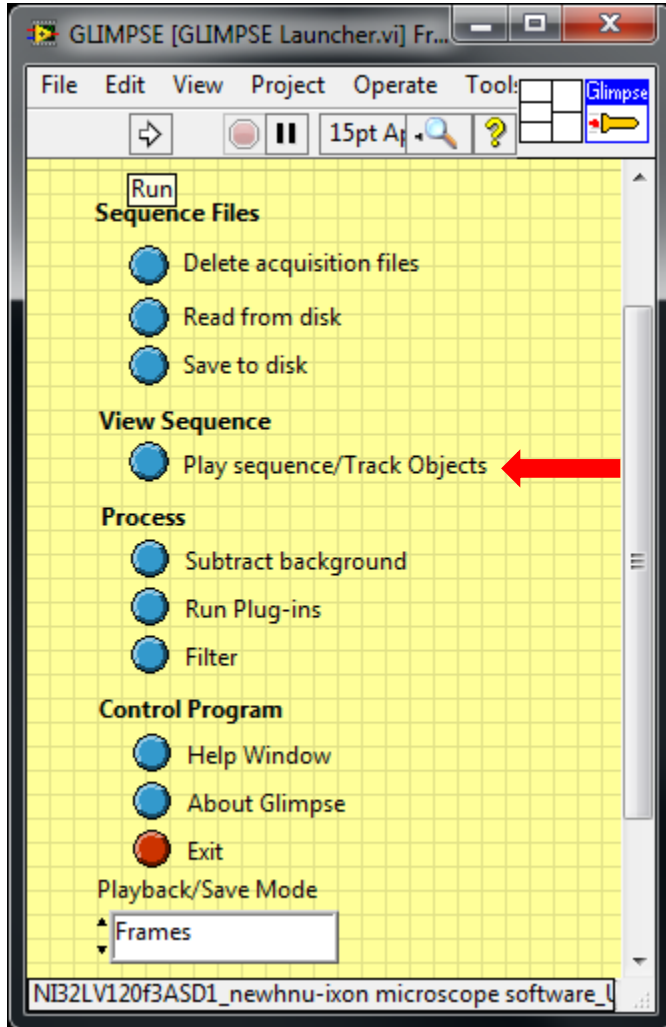 GLIMPSE [GLIMPSE Launcher.vi] Fr...
File Edit View Project Operate Tools
Glimpse
15pt Ap
Run
Sequence Files
Delete acquisition files
Read from disk
Save to disk
View Sequence
Play sequence/Track Objects
Process
Subtract background
Run Plug-ins
Filter
Control Program
Help Window
About Glimpse
Exit
Playback/Save Mode
Frames
NI32LV120f3ASD1_newhnu-ixon microscope software_